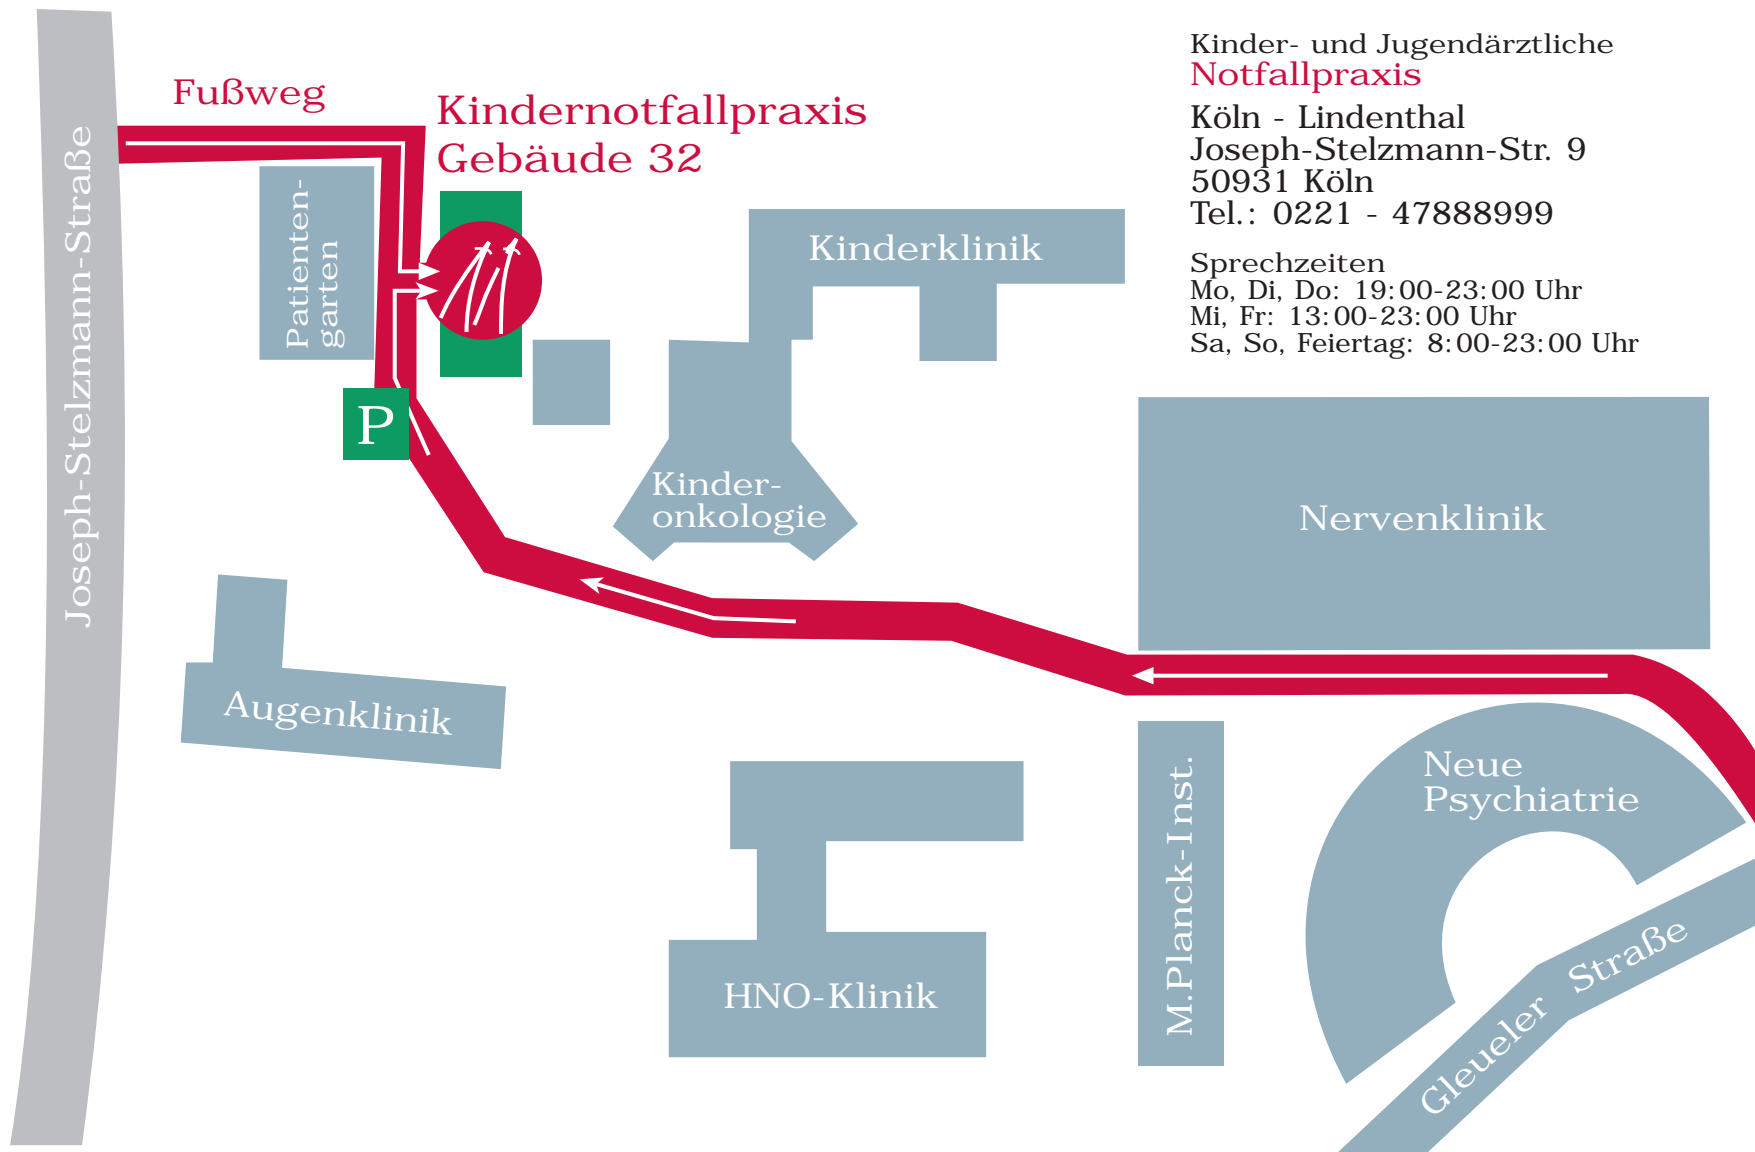 Kinder- und Jugendärztliche
Notfallpraxis
Köln - Lindenthal
Joseph-Stelzmann-Str. 9
50931 Köln
Tel.: 0221 - 47888999
Sprechzeiten
Mo, Di, Do: 19:00-23:00 Uhr
Mi, Fr: 13:00-23:00 Uhr
Sa, So, Feiertag: 8:00-23:00 Uhr
Fußweg
Kindernotfallpraxis
Gebäude 32
Joseph-Stelzmann-Straße
Patienten-
garten
P
Kinderklinik
Kinder-
onkologie
Nervenklinik
Augenklinik
HNO-Klinik
M.Planck-Inst.
Neue
Psychiatrie
Gleueler Straße